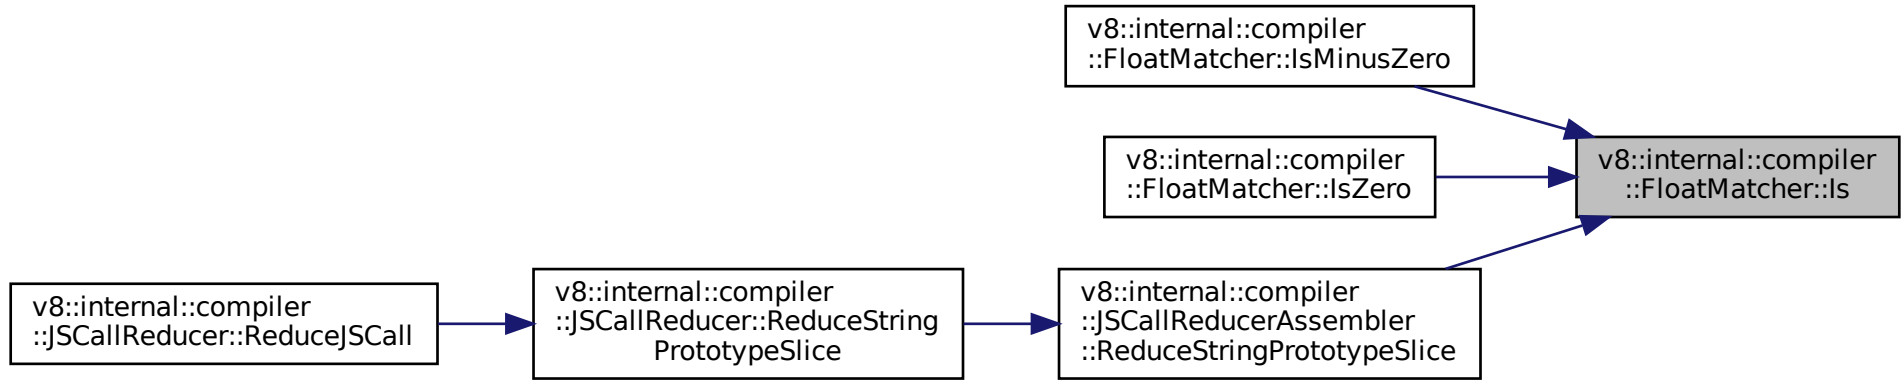 v8::internal::compiler
::FloatMatcher::IsMinusZero
v8::internal::compiler
::FloatMatcher::IsZero
v8::internal::compiler
::FloatMatcher::Is
v8::internal::compiler
::JSCallReducer::ReduceJSCall
v8::internal::compiler
::JSCallReducer::ReduceString
PrototypeSlice
v8::internal::compiler
::JSCallReducerAssembler
::ReduceStringPrototypeSlice